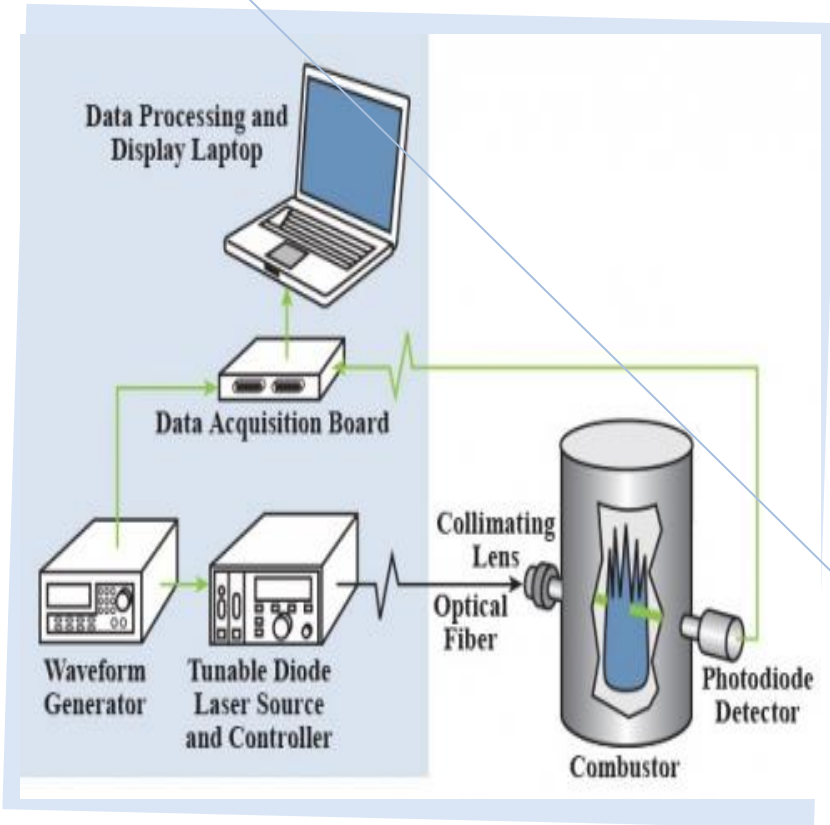 Data Processing and
Display Laptop
Data Acquisition Board
Collimating
Lens
Optical
Fiber
Waveform
Generator
Tunable Diode
Laser Source
and Controller
Photodiode
Detector
Combustor